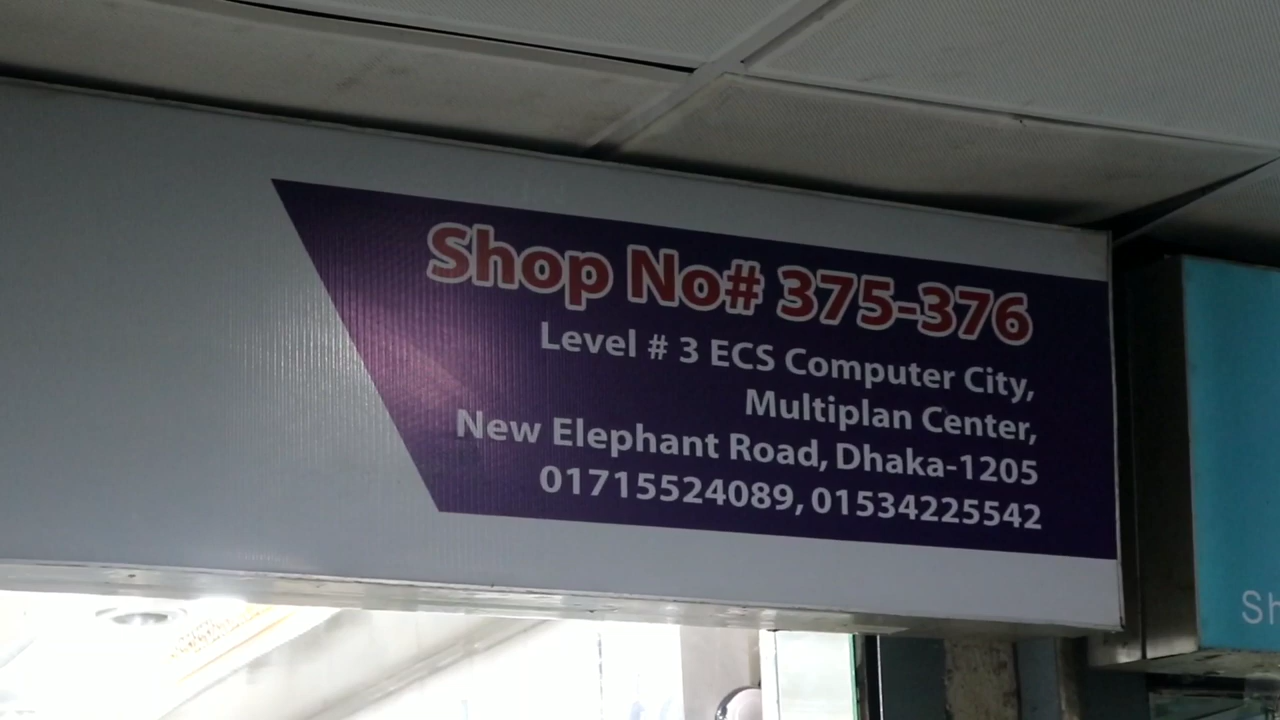 Shop No# 375-376
Level # 3 ECS Computer City,
Multiplan Center,
New Elephant Road, Dhaka-1205
01715524089, 01534225542